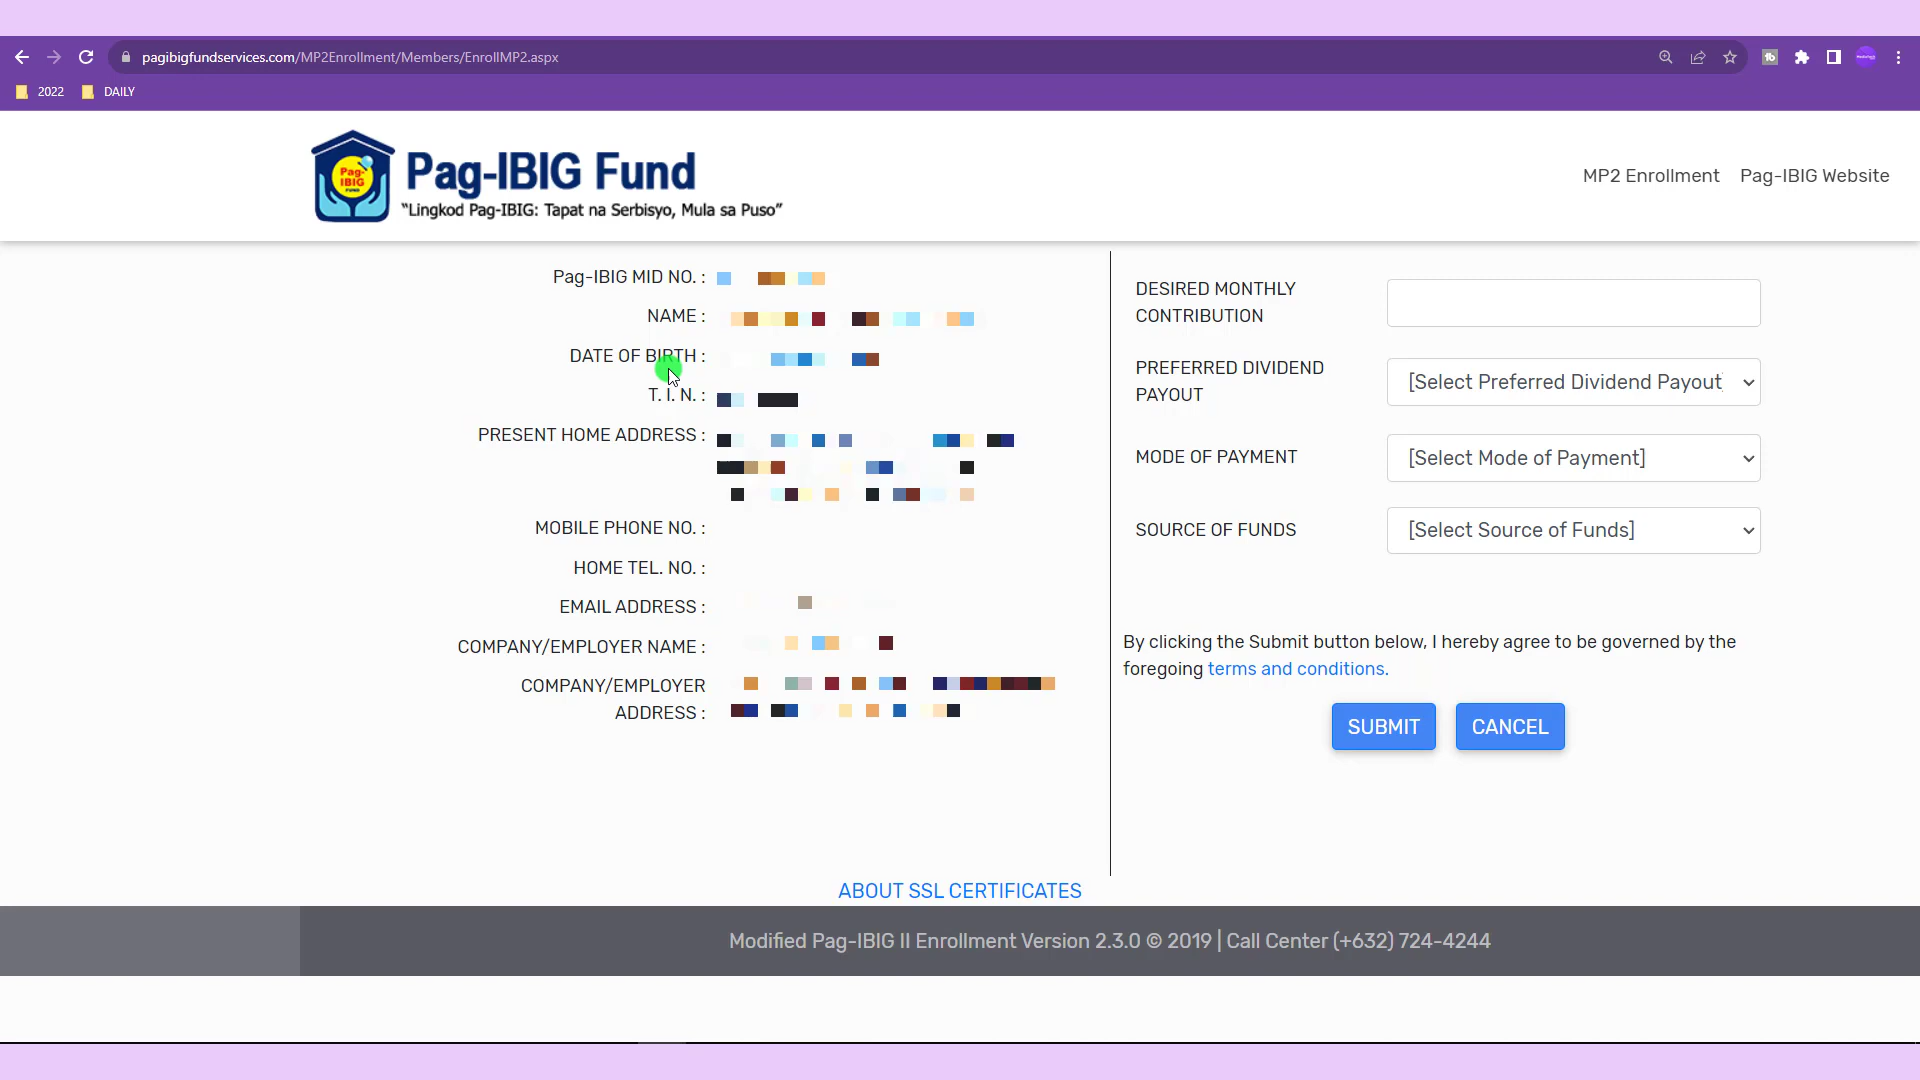 pagibigfundservices.com/MP2Enrollment/Members/EnrollMP2.aspx
2022 DAILY
Pag-IBIG FUND
Pag-IBIG Fund
"Lingkod Pag-IBIG: Tapat na Serbisyo, Mula sa Puso"
MP2 Enrollment Pag-IBIG Website
Pag-IBIG MID NO. :
NAME :
DATE OF BIRTH :
T. I. N. :
PRESENT HOME ADDRESS :
MOBILE PHONE NO. :
HOME TEL. NO. :
EMAIL ADDRESS :
COMPANY/EMPLOYER NAME :
COMPANY/EMPLOYER
ADDRESS :
DESIRED MONTHLY
CONTRIBUTION
PREFERRED DIVIDEND
PAYOUT
[Select Preferred Dividend Payout]
MODE OF PAYMENT
[Select Mode of Payment]
SOURCE OF FUNDS
[Select Source of Funds]
By clicking the Submit button below, I hereby agree to be governed by the
foregoing terms and conditions.
SUBMIT CANCEL
ABOUT SSL CERTIFICATES
Modified Pag-IBIG II Enrollment Version 2.3.0 © 2019 | Call Center (+632) 724-4244